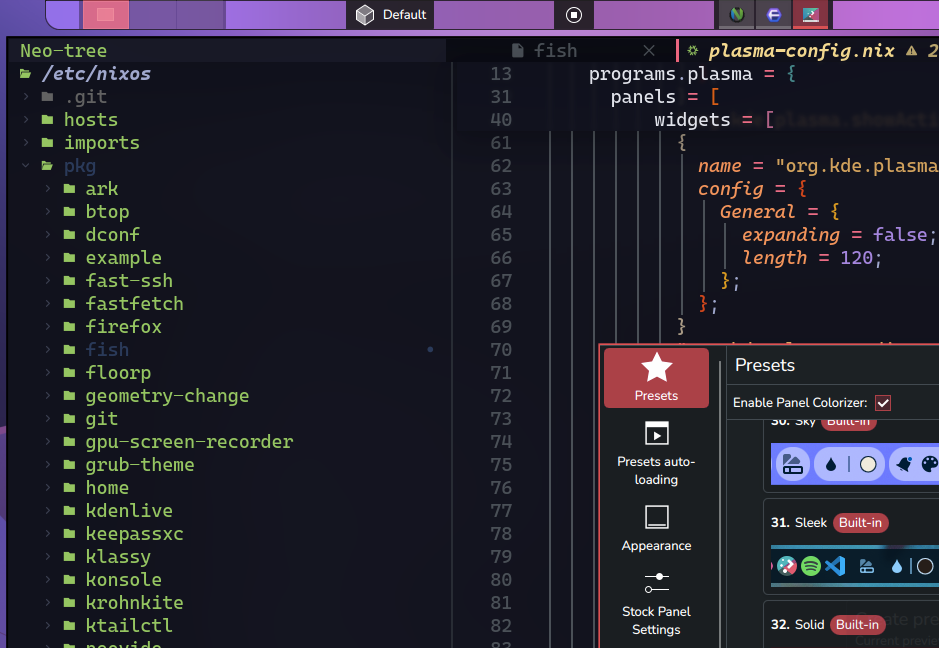 Default
Neo-tree
/etc/nixos
.git
hosts
imports
pkg
ark
btop
dconf
example
fast-ssh
fastfetch
firefox
fish
floorp
geometry-change
git
gpu-screen-recorder
grub-theme
home
kdenlive
keepassxc
klassy
konsole
krohnkite
ktailctl
fish
plasma-config.nix 2
13 programs.plasma = {
31 panels = [
40 widgets = [
61 {
62 name = "org.kde.plasma
63 config = {
64 General = {
65 expanding = false;
66 length = 120;
67 };
68 };
69 }
70
71
72
73
74
75
76
77
78
79
80
81
82
83
Presets
Presets auto-
loading
Appearance
Stock Panel
Settings
Presets
Enable Panel Colorizer:
30. Sky Built-in
31. Sleek Built-in
32. Solid Built-in